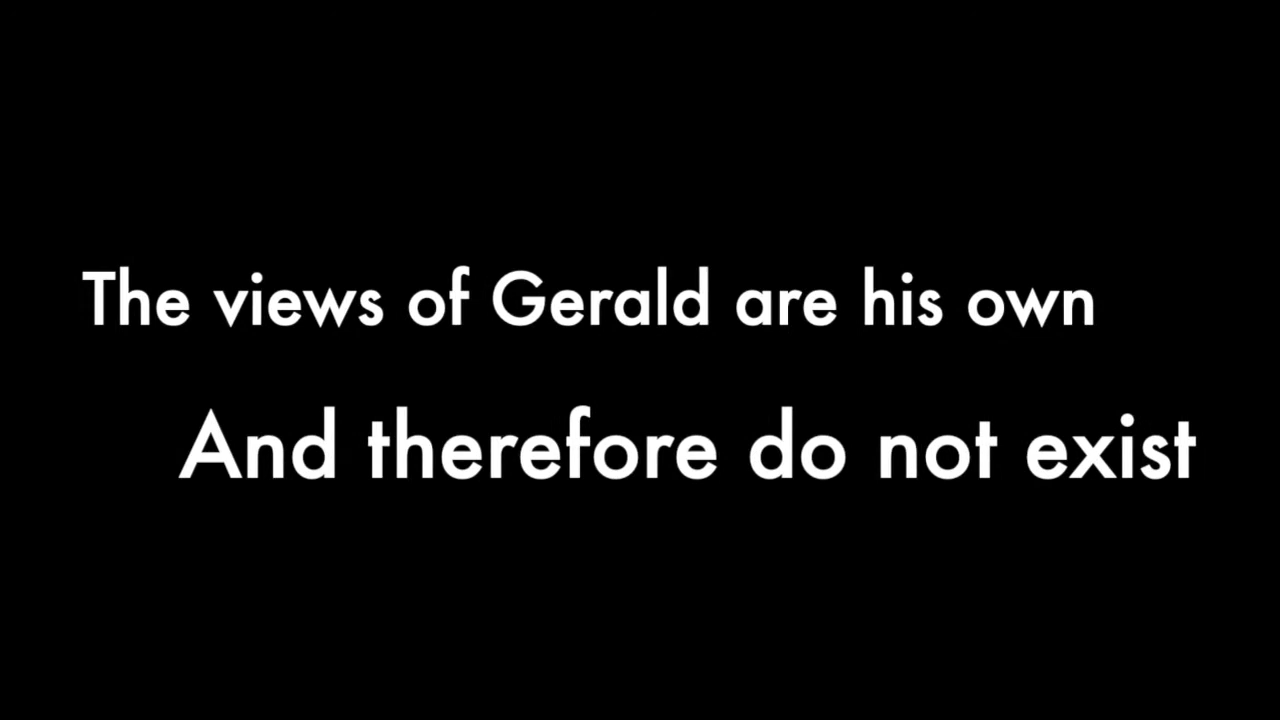 The views of Gerald are his own
And therefore do not exist